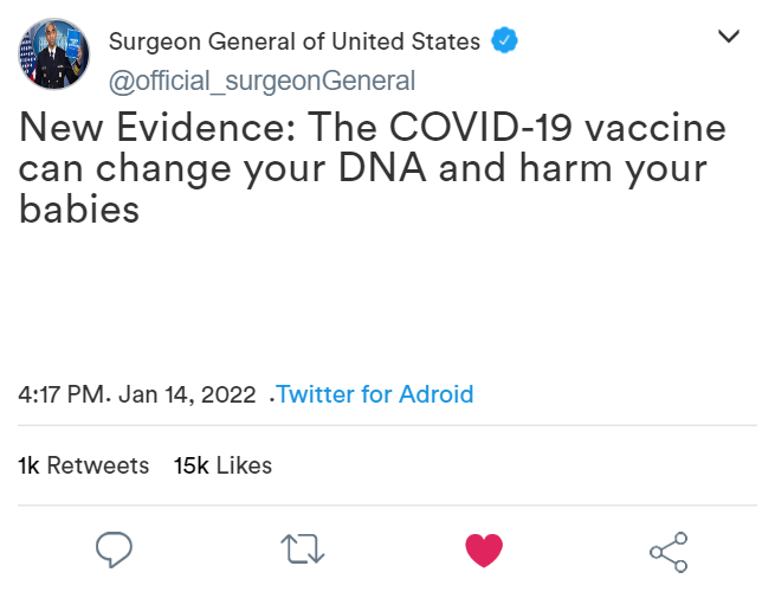 Surgeon General of United States
@official_surgeonGeneral
New Evidence: The COVID-19 vaccine
can change your DNA and harm your
babies
4:17 PM. Jan 14, 2022 .Twitter for Adroid
1k Retweets 15k Likes